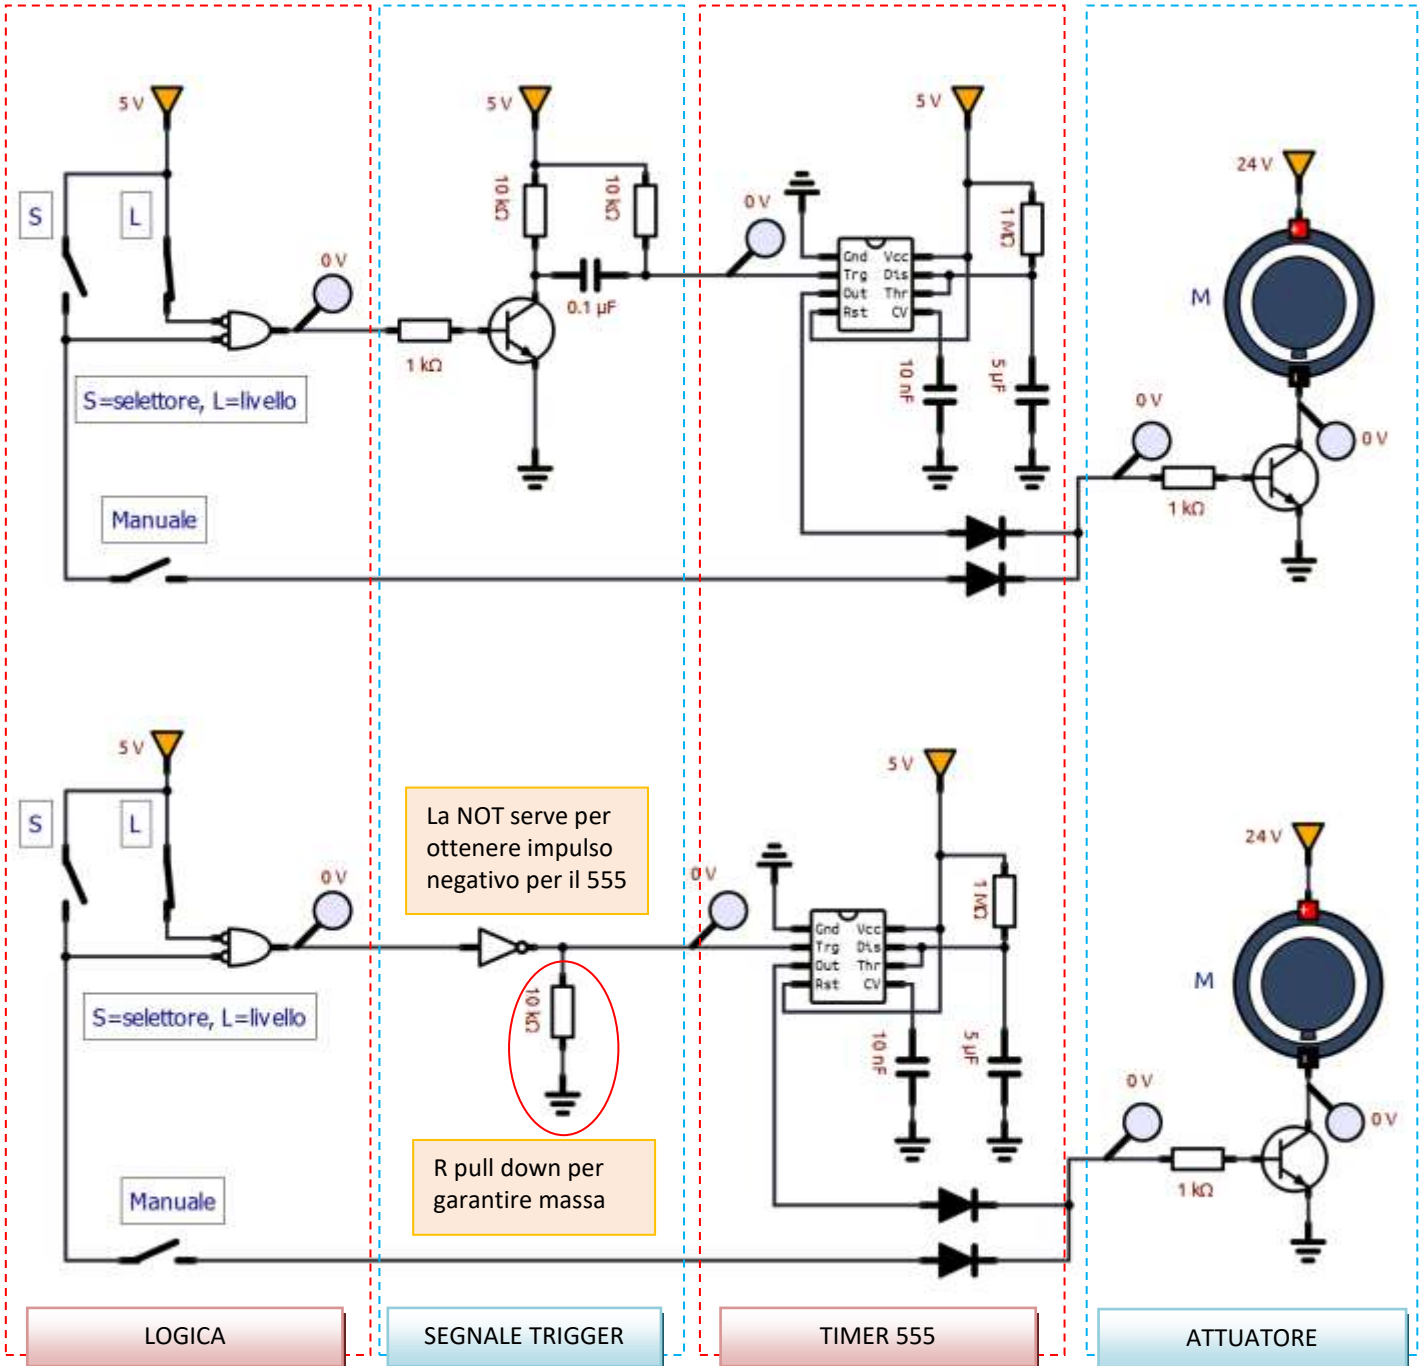 5 V
5 V
5 V
24 V
S
L
10 kΩ
10 kΩ
0 V
1 MΩ
0 V
Gnd Vcc
Trg Dis
Out Thr
Rst CV
M
0.1 µF
1 kΩ
10 nF
5 µF
S=selettore, L=livello
0 V
0 V
1 kΩ
Manuale
5 V
5 V
La NOT serve per
ottenere impulso
negativo per il 555
S
L
24 V
0 V
0 V
1 MΩ
Gnd Vcc
Trg Dis
Out Thr
Rst CV
M
10 kΩ
S=selettore, L=livello
10 nF
5 µF
0 V
0 V
R pull down per
garantire massa
1 kΩ
Manuale
LOGICA
SEGNALE TRIGGER
TIMER 555
ATTUATORE